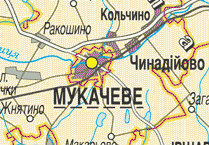 Кольчино
Ракошино
Чинадійово
МУКАЧЕВЕ
Жнятино